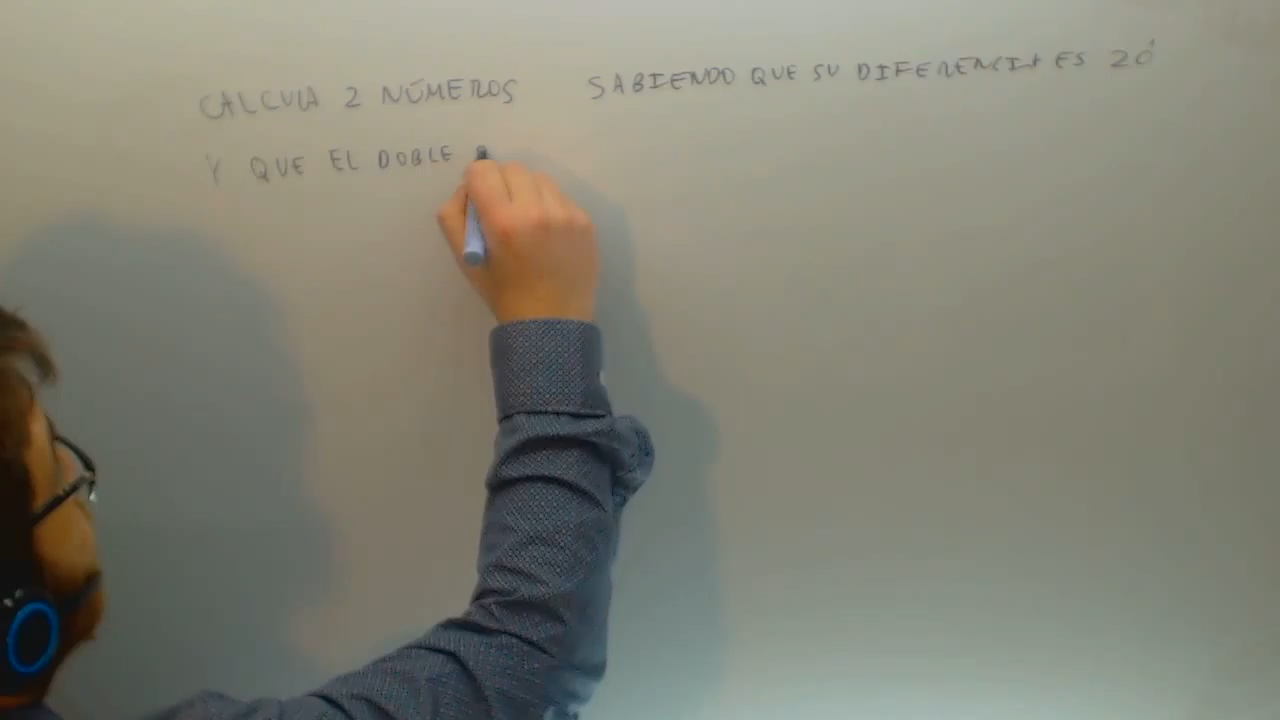 CALCULA 2 NÚMEROS SABIENDO QUE SU DIFERENCIA ES 20
Y QUE EL DOBLE